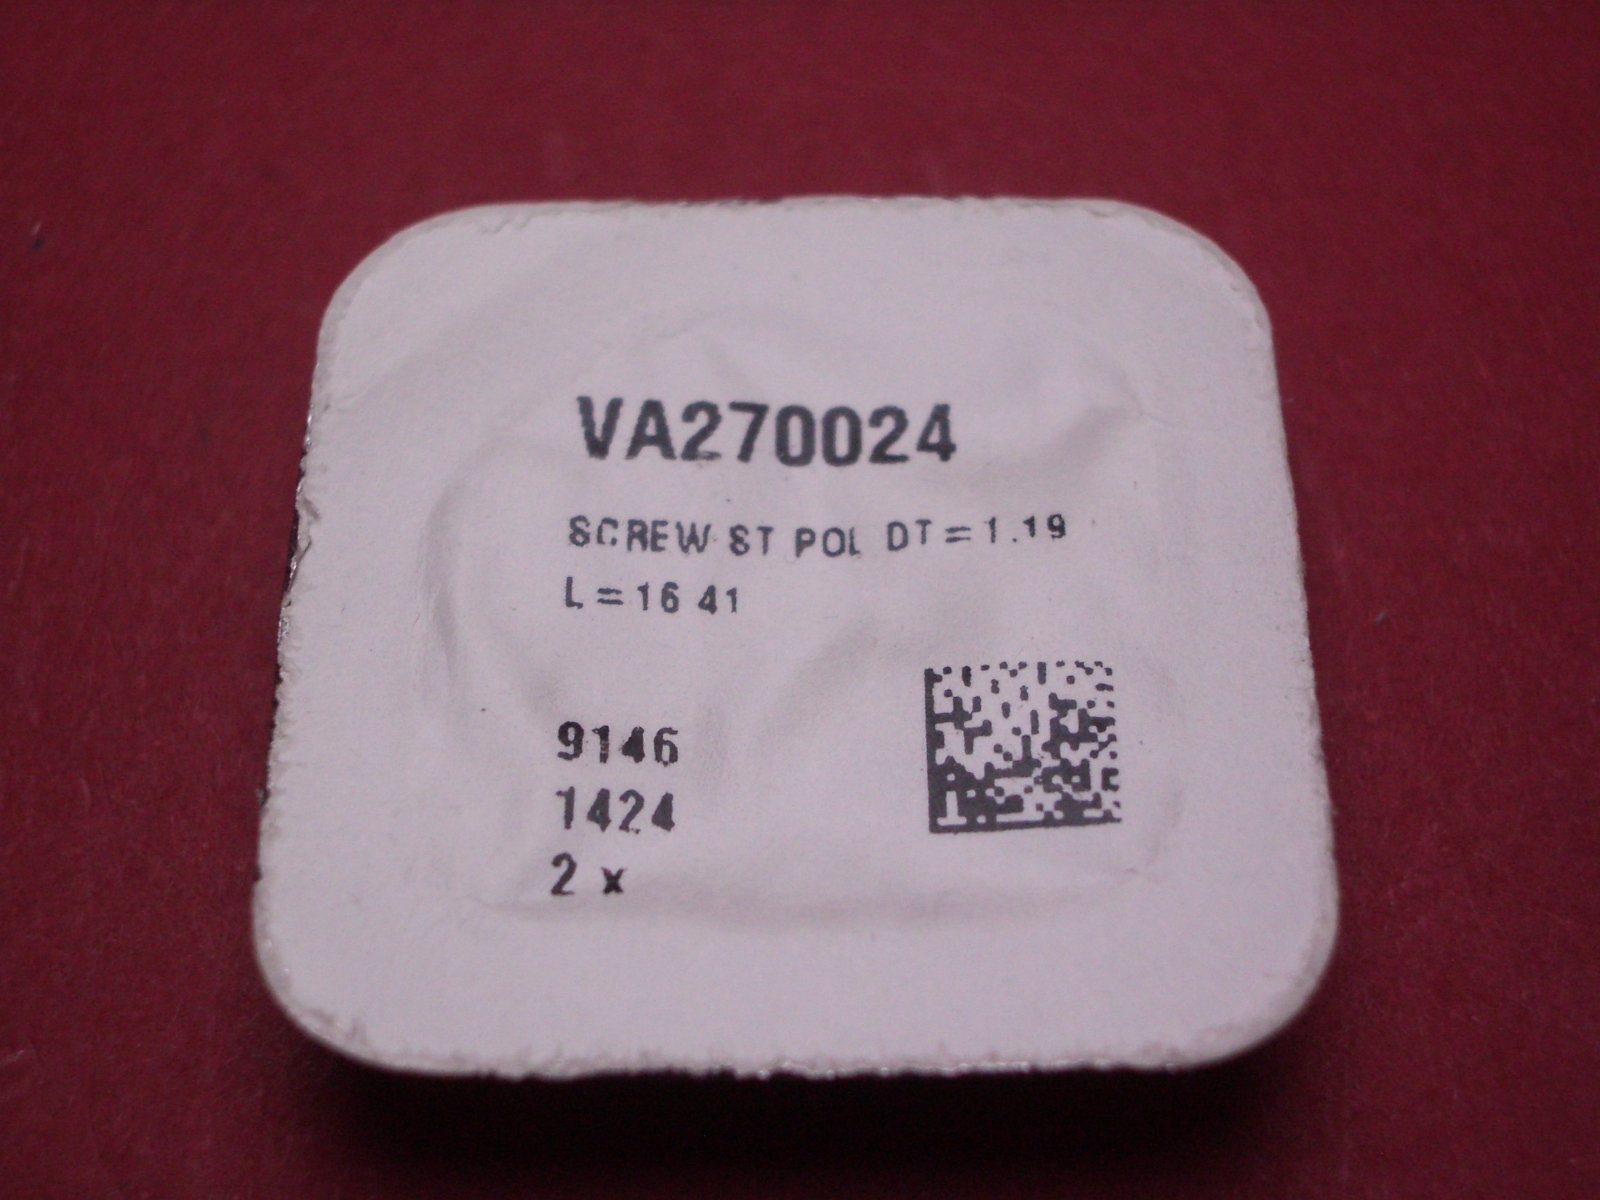 VA270024
SCREW ST POL DT=1.19
L=16 41
9146
1424
2 x